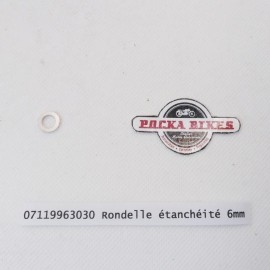 POCKA BIKES
07119963030 Rondelle étanchéité 6mm